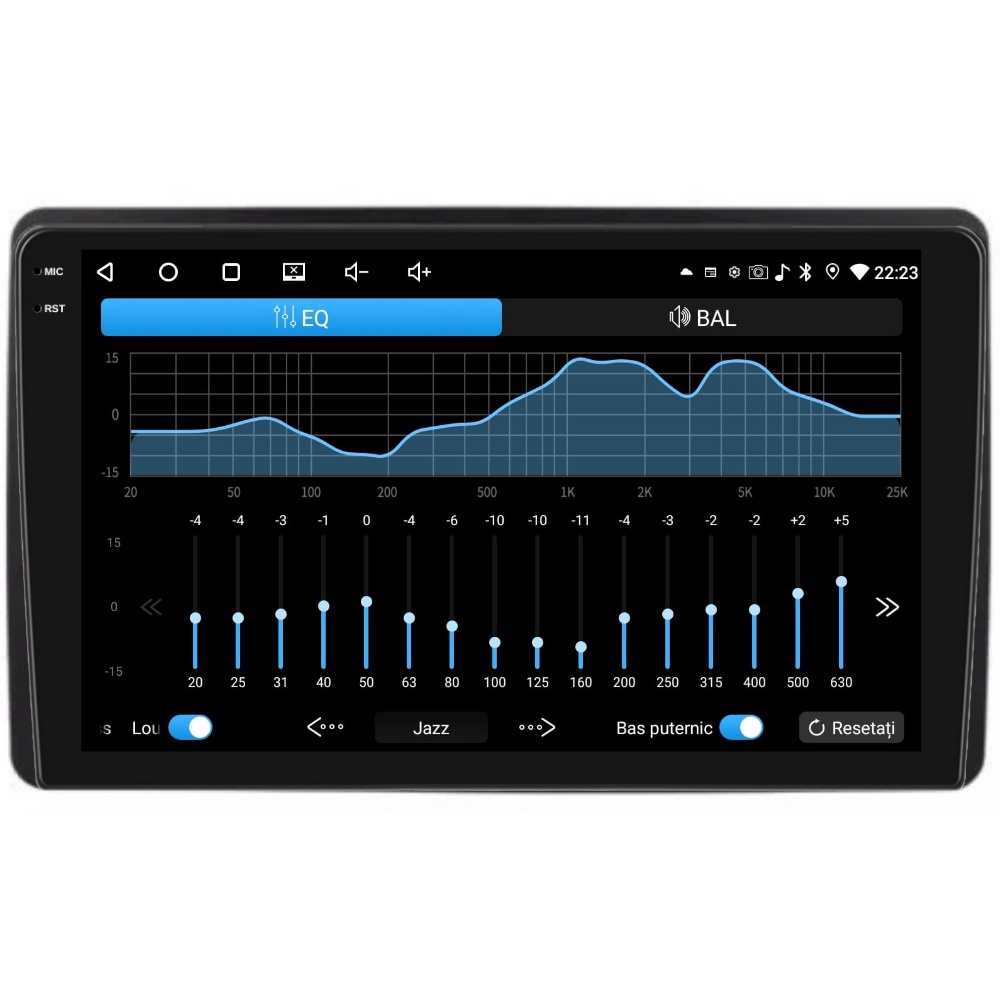 MIC
22:23
RST
EQ
BAL
15
0
-15
20 50 100 200 500 1K 2K 5K 10K 25K
-4 -4 -3 -1 0 -4 -6 -10 -10 -11 -4 -3 -2 -2 +2 +5
15
0
-15
20 25 31 40 50 63 80 100 125 160 200 250 315 400 500 630
s Lou Jazz Bas puternic Resetați